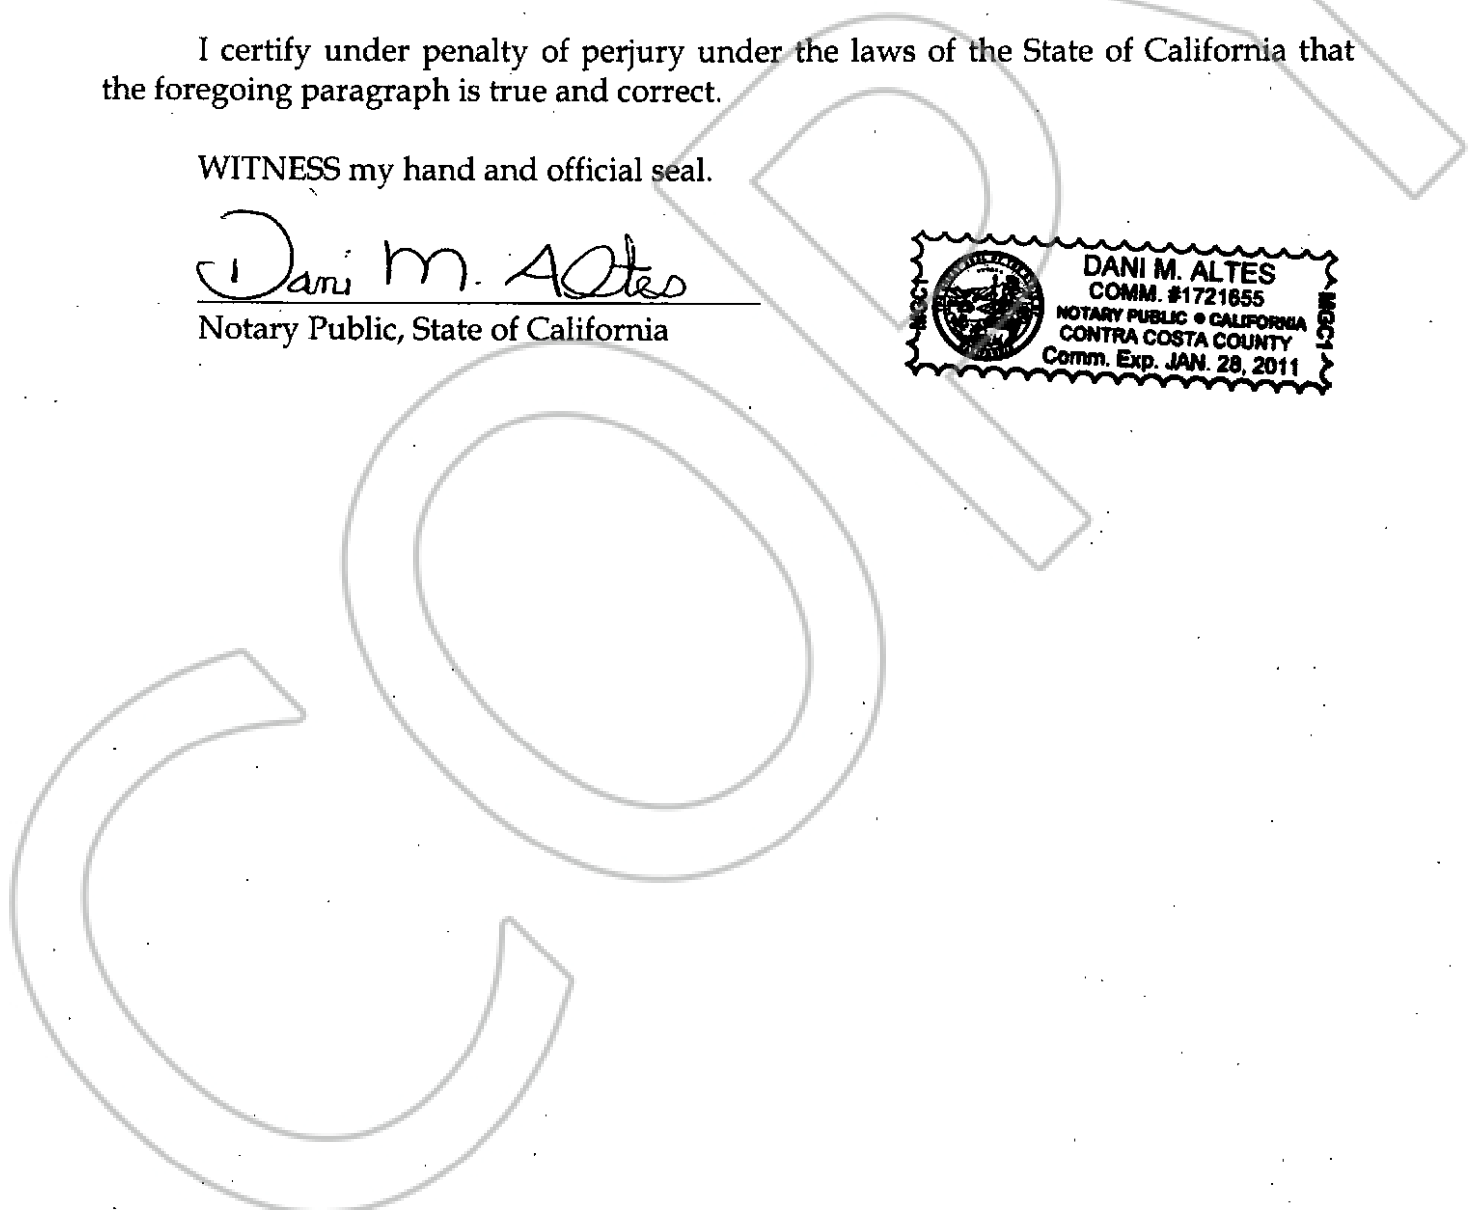 I certify under penalty of perjury under the laws of the State of California that
the foregoing paragraph is true and correct.
WITNESS my hand and official seal.
Dani M. Altes
Notary Public, State of California
DANI M. ALTES
COMM. #1721655
NOTARY PUBLIC ● CALIFORNIA
CONTRA COSTA COUNTY
Comm. Exp. JAN. 28, 2011
MGC1
MGC1
COPY